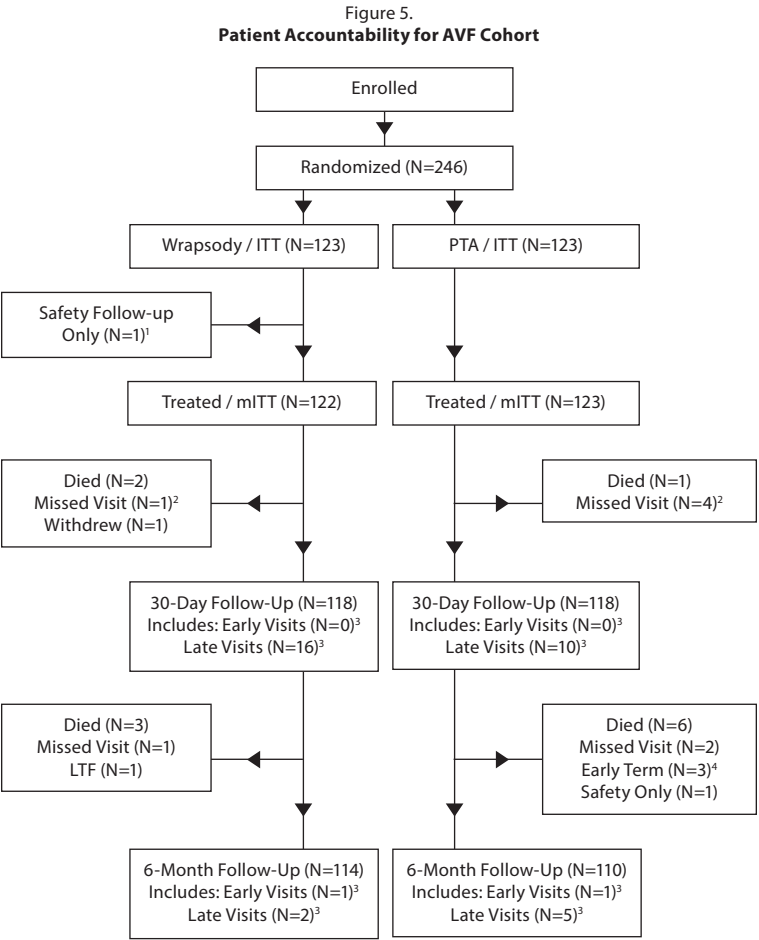 Figure 5.
Patient Accountability for AVF Cohort
Enrolled
Randomized (N=246)
Wrapsody / ITT (N=123)
PTA / ITT (N=123)
Safety Follow-up
Only (N=1)¹
Treated / mITT (N=122)
Treated / mITT (N=123)
Died (N=2)
Missed Visit (N=1)²
Withdrew (N=1)
Died (N=1)
Missed Visit (N=4)²
30-Day Follow-Up (N=118)
Includes: Early Visits (N=0)³
Late Visits (N=16)³
30-Day Follow-Up (N=118)
Includes: Early Visits (N=0)³
Late Visits (N=10)³
Died (N=3)
Missed Visit (N=1)
LTF (N=1)
Died (N=6)
Missed Visit (N=2)
Early Term (N=3)⁴
Safety Only (N=1)
6-Month Follow-Up (N=114)
Includes: Early Visits (N=1)³
Late Visits (N=2)³
6-Month Follow-Up (N=110)
Includes: Early Visits (N=1)³
Late Visits (N=5)³